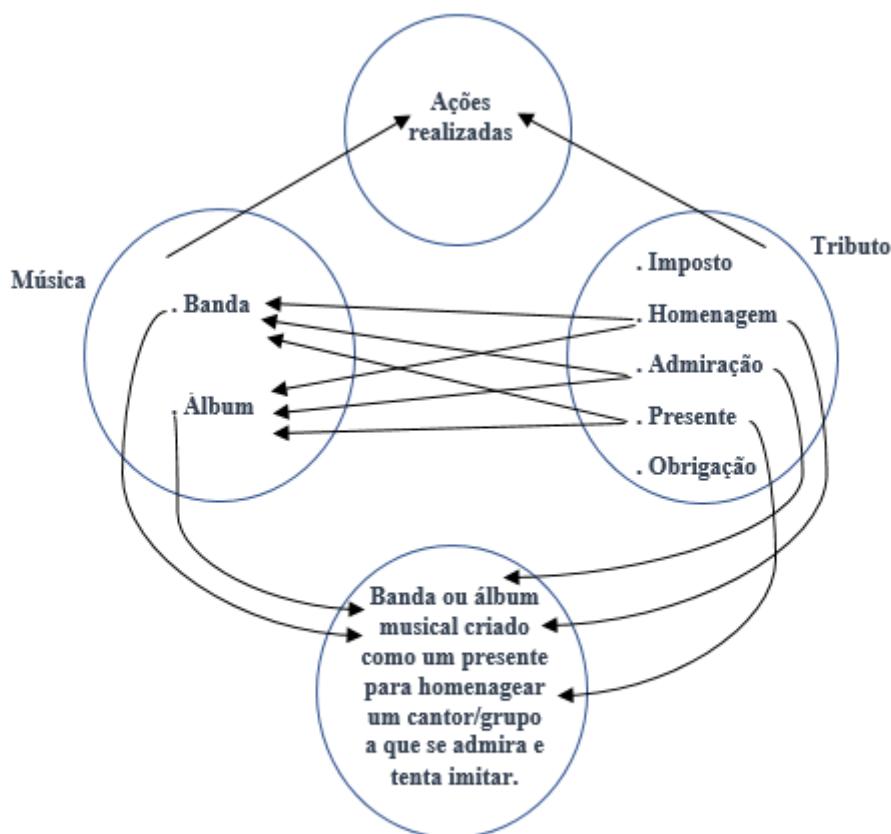 Ações
realizadas
Música
Tributo
. Banda
. Álbum
. Imposto
. Homenagem
. Admiração
. Presente
. Obrigação
Banda ou álbum
musical criado
como um presente
para homenagear
um cantor/grupo
a que se admira e
tenta imitar.